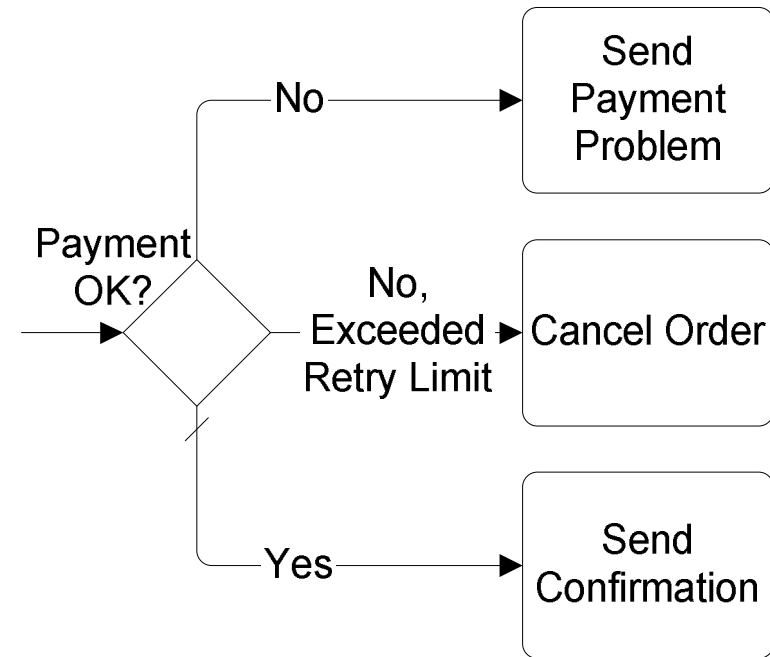 No
Send
Payment
Problem
Payment
OK?
No,
Exceeded
Retry Limit
Cancel Order
Yes
Send
Confirmation